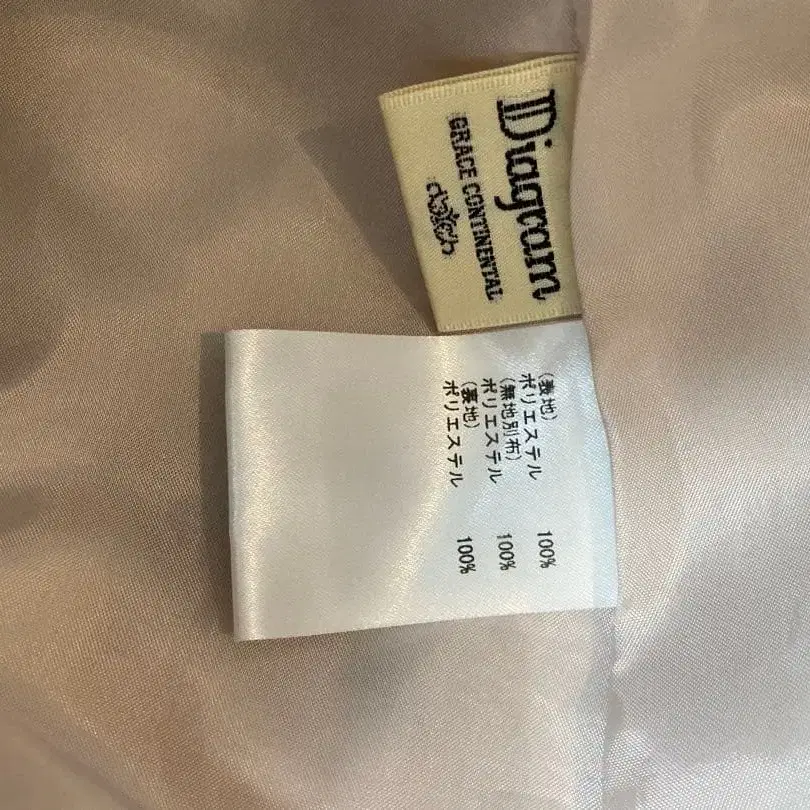 Diagram
GRACE CONTINENTAL
(表地)
ポリエステル 100%
(無地別布)
ポリエステル 100%
(裏地)
ポリエステル 100%